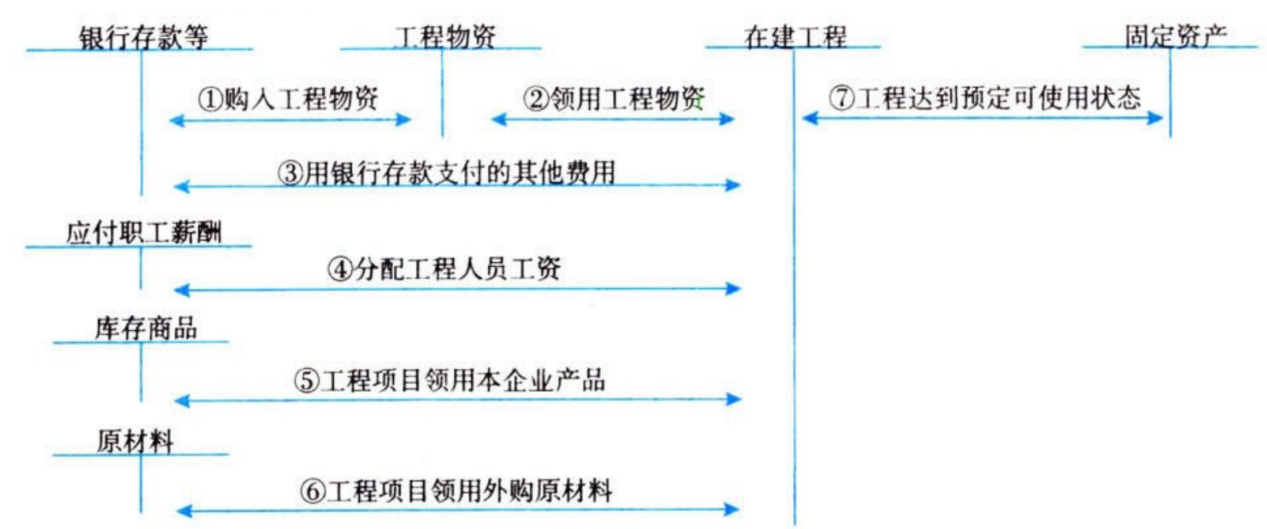 银行存款等
工程物资
在建工程
固定资产
①购入工程物资
②领用工程物资
⑦工程达到预定可使用状态
③用银行存款支付的其他费用
应付职工薪酬
④分配工程人员工资
库存商品
⑤工程项目领用本企业产品
原材料
⑥工程项目领用外购原材料